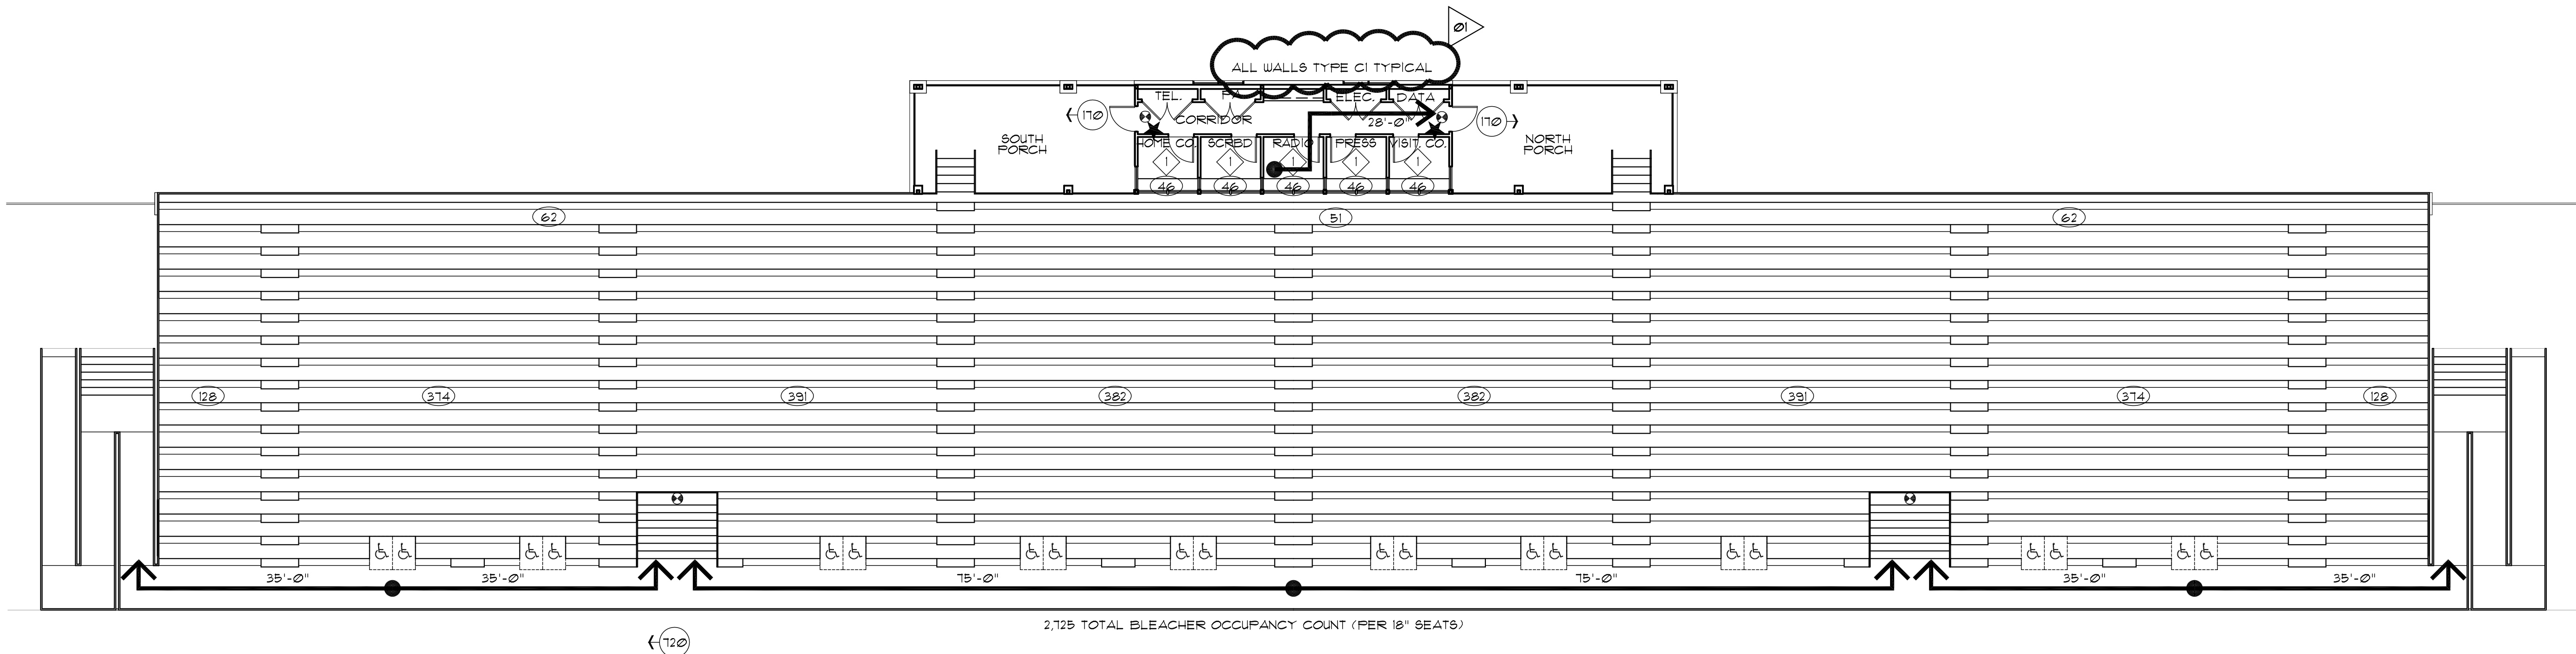 01
ALL WALLS TYPE C1 TYPICAL
TEL.
PA
ELEC.
DATA
170
CORRIDOR
28'-0"
170
SOUTH
PORCH
HOME CO.
SCRBD
RADIO
PRESS
VISIT. CO.
NORTH
PORCH
1
1
1
1
1
46
46
46
46
46
62
51
62
128
374
391
382
382
391
374
128
35'-0"
35'-0"
75'-0"
75'-0"
35'-0"
35'-0"
2,725 TOTAL BLEACHER OCCUPANCY COUNT (PER 18" SEATS)
720